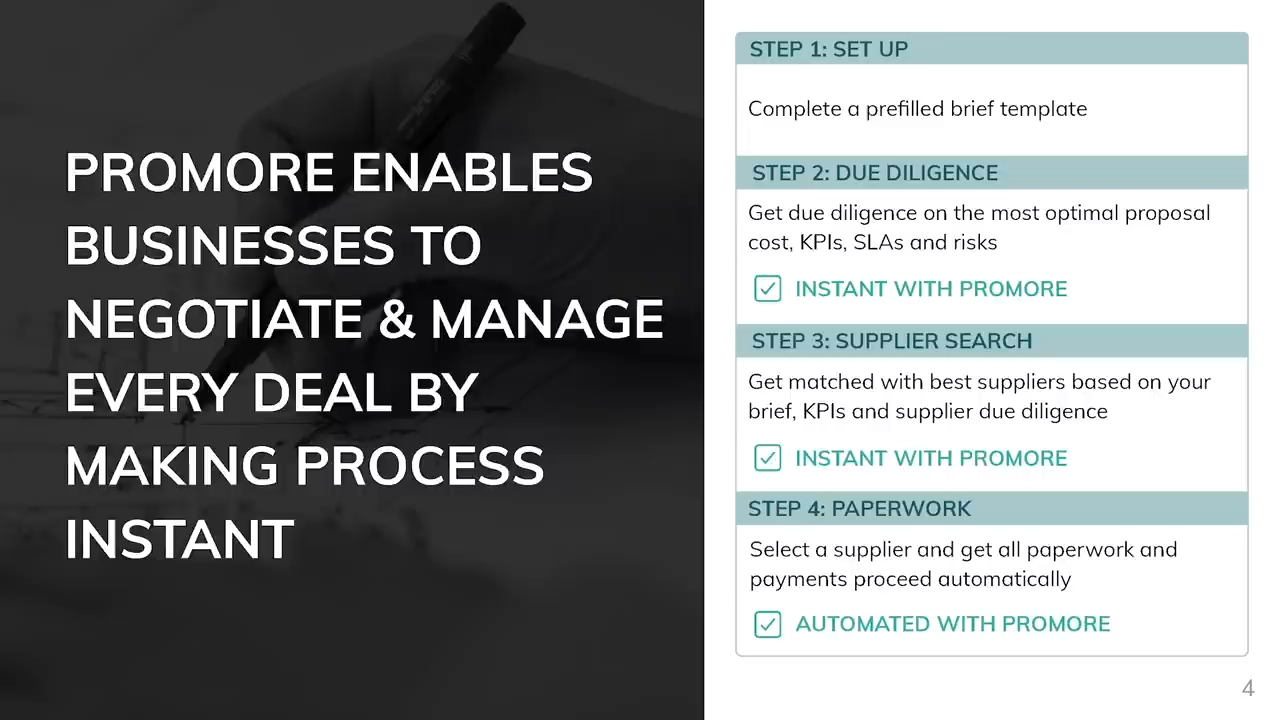 PROMORE ENABLES
BUSINESSES TO
NEGOTIATE & MANAGE
EVERY DEAL BY
MAKING PROCESS
INSTANT
STEP 1: SET UP
Complete a prefilled brief template
STEP 2: DUE DILIGENCE
Get due diligence on the most optimal proposal
cost, KPIs, SLAs and risks
INSTANT WITH PROMORE
STEP 3: SUPPLIER SEARCH
Get matched with best suppliers based on your
brief, KPIs and supplier due diligence
INSTANT WITH PROMORE
STEP 4: PAPERWORK
Select a supplier and get all paperwork and
payments proceed automatically
AUTOMATED WITH PROMORE
4